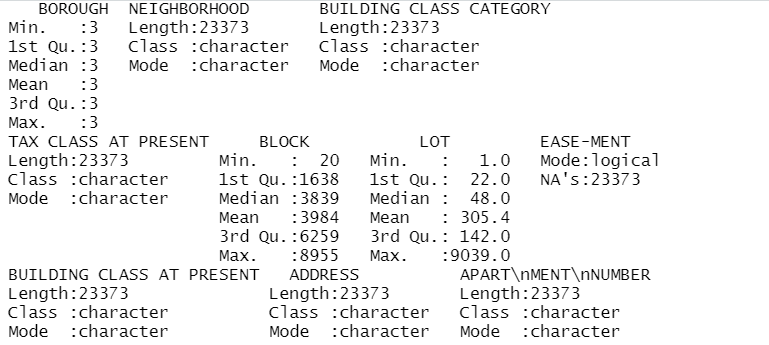 BOROUGH NEIGHBORHOOD BUILDING CLASS CATEGORY
Min. :3 Length:23373 Length:23373
1st Qu.:3 Class :character Class :character
Median :3 Mode :character Mode :character
Mean :3
3rd Qu.:3
Max. :3
TAX CLASS AT PRESENT BLOCK LOT EASE-MENT
Length:23373 Min. : 20 Min. : 1.0 Mode:logical
Class :character 1st Qu.:1638 1st Qu.: 22.0 NA's:23373
Mode :character Median :3839 Median : 48.0
Mean :3984 Mean : 305.4
3rd Qu.:6259 3rd Qu.: 142.0
Max. :8955 Max. :9039.0
BUILDING CLASS AT PRESENT ADDRESS APART\nMENT\nNUMBER
Length:23373 Length:23373 Length:23373
Class :character Class :character Class :character
Mode :character Mode :character Mode :character